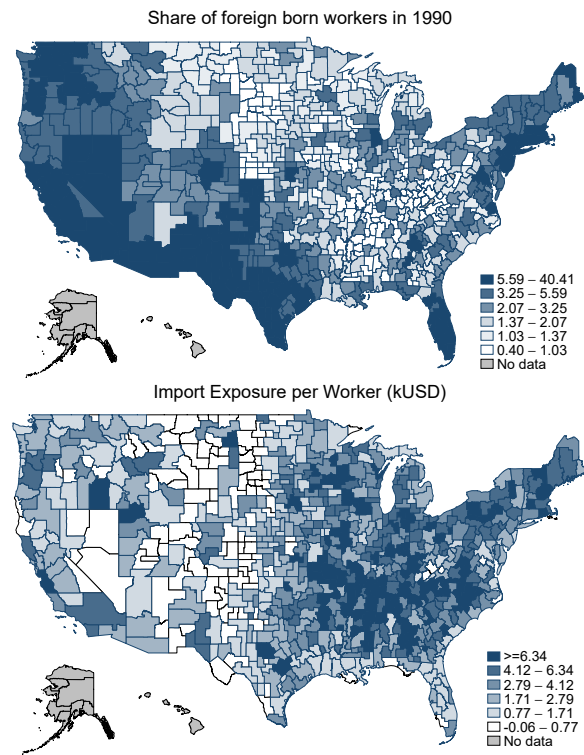 Share of foreign born workers in 1990
5.59 – 40.41
3.25 – 5.59
2.07 – 3.25
1.37 – 2.07
1.03 – 1.37
0.40 – 1.03
No data
Import Exposure per Worker (kUSD)
>=6.34
4.12 – 6.34
2.79 – 4.12
1.71 – 2.79
0.77 – 1.71
-0.06 – 0.77
No data